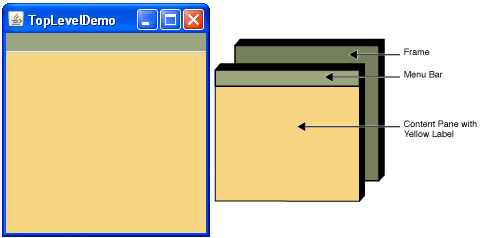 TopLevelDemo
Frame
Menu Bar
Content Pane with
Yellow Label